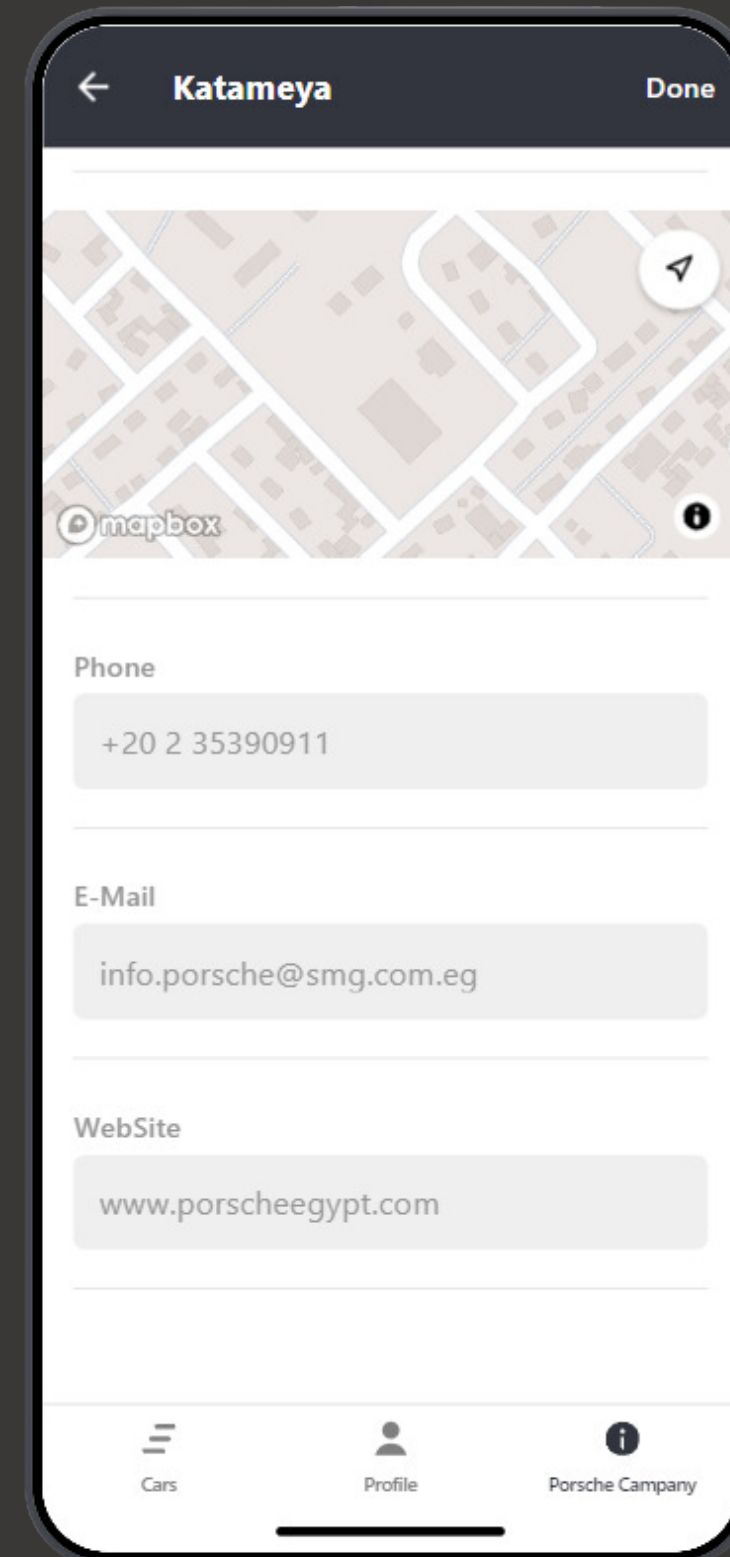 Katameya
Done
mapbox
Phone
+20 2 35390911
E-Mail
info.porsche@smg.com.eg
WebSite
www.porscheegypt.com
Cars
Profile
Porsche Campany